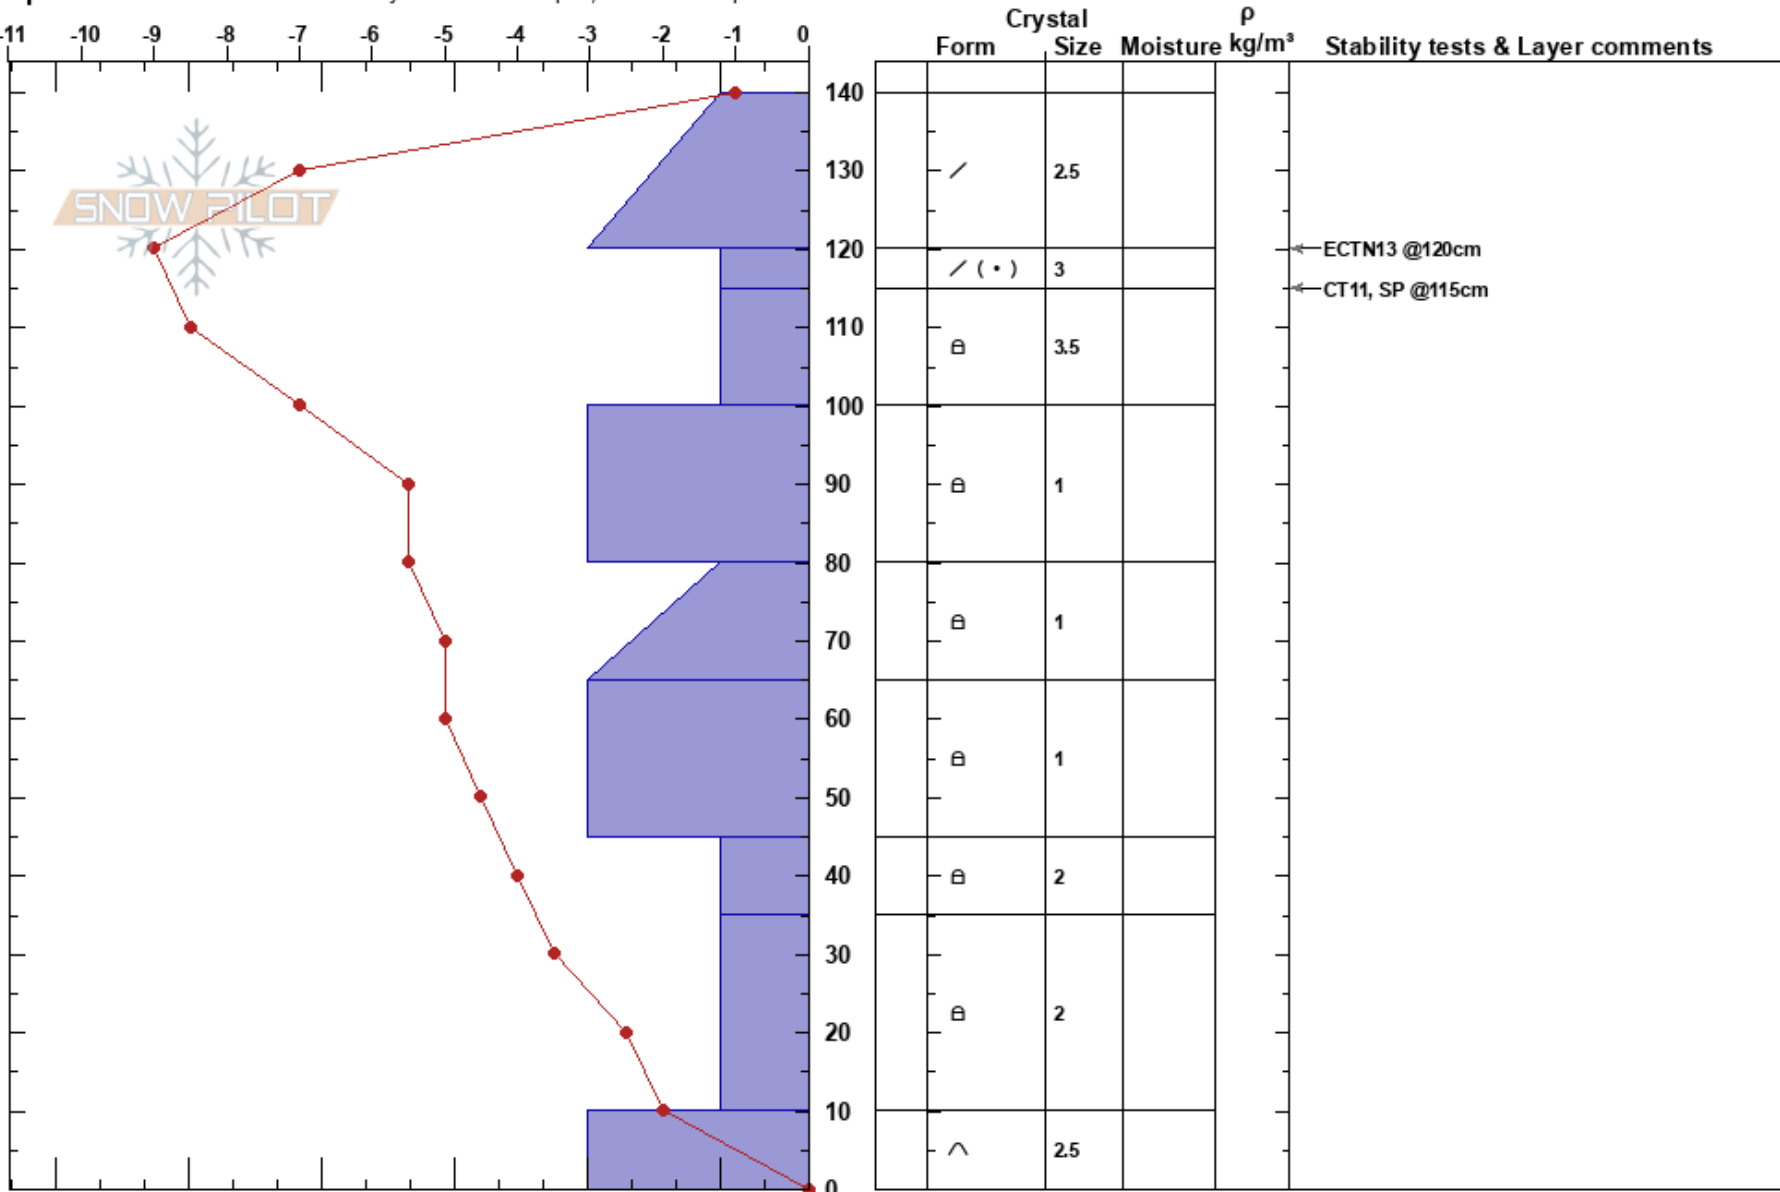 -11 -10 -9 -8 -7 -6 -5 -4 -3 -2 -1 0
Crystal
ρ
Form Size Moisture kg/m³ Stability tests & Layer comments
SNOW PILOT
140
130 / 2.5
120 ECTN13 @120cm
/ ( • ) 3
CT11, SP @115cm
110
3.5
100
90 1
80
1
70
60
1
50
40 2
30
2
20
10
2.5
0